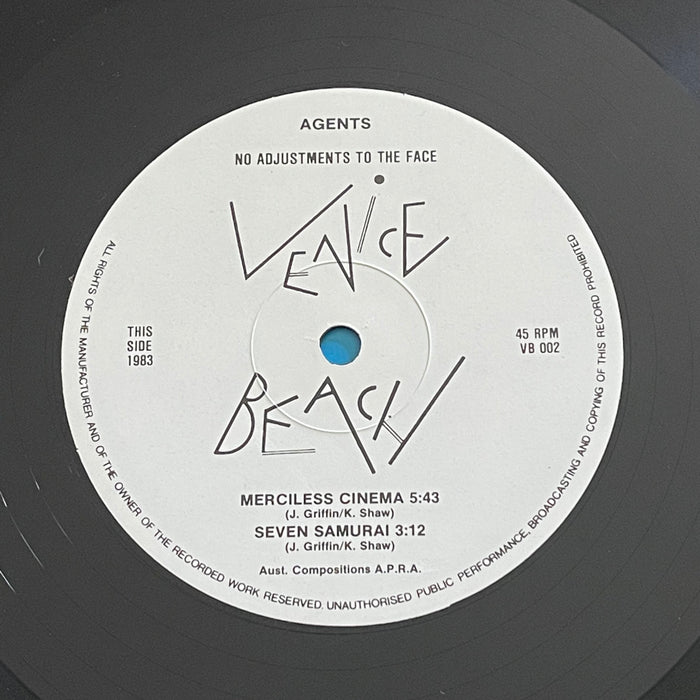 AGENTS
NO ADJUSTMENTS TO THE FACE
VENICE
BEACH
THIS
SIDE
1983
45 RPM
VB 002
MERCILESS CINEMA 5:43
(J. Griffin/K. Shaw)
SEVEN SAMURAI 3:12
(J. Griffin/K. Shaw)
Aust. Compositions A.P.R.A.
ALL RIGHTS OF THE MANUFACTURER AND OF THE OWNER OF THE RECORDED WORK RESERVED. UNAUTHORISED PUBLIC PERFORMANCE, BROADCASTING AND COPYING OF THIS RECORD PROHIBITED